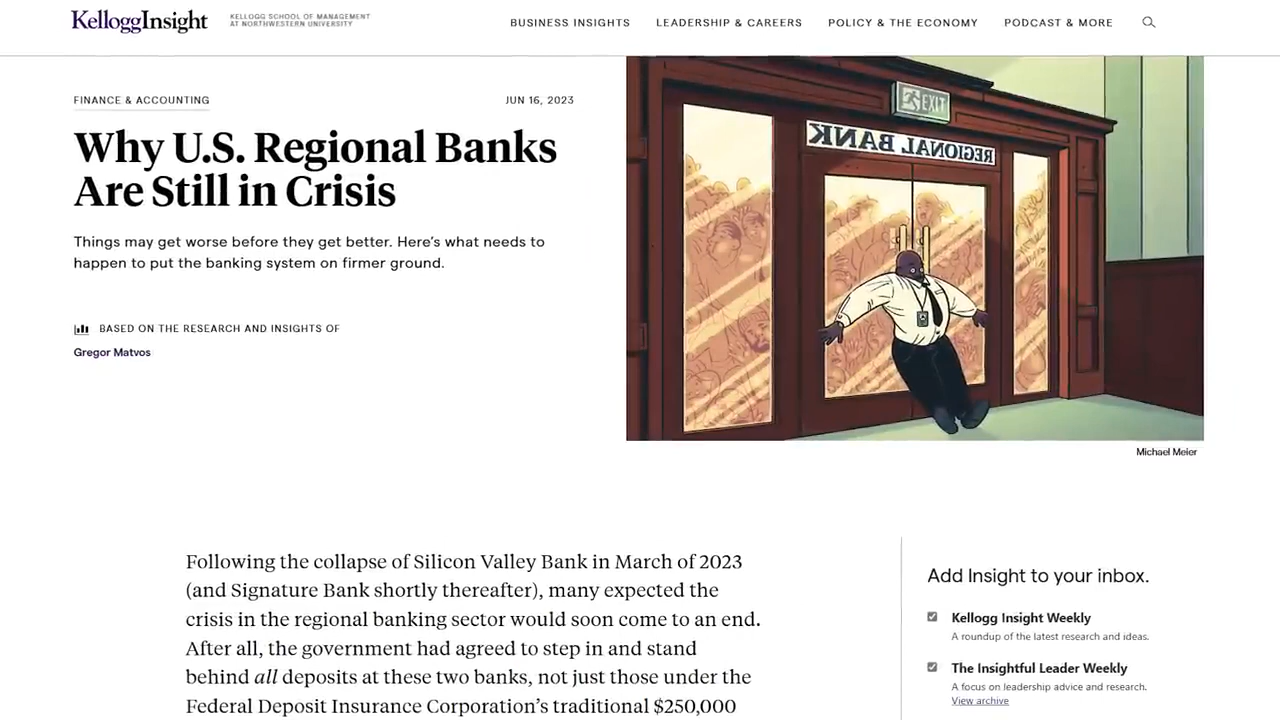 KelloggInsight
KELLOGG SCHOOL OF MANAGEMENT
AT NORTHWESTERN UNIVERSITY
BUSINESS INSIGHTS
LEADERSHIP & CAREERS
POLICY & THE ECONOMY
PODCAST & MORE
FINANCE & ACCOUNTING
JUN 16, 2023
Why U.S. Regional Banks
Are Still in Crisis
Things may get worse before they get better. Here's what needs to
happen to put the banking system on firmer ground.
BASED ON THE RESEARCH AND INSIGHTS OF
Gregor Matvos
EXIT
REGIONAL BANK
Michael Meier
Following the collapse of Silicon Valley Bank in March of 2023
(and Signature Bank shortly thereafter), many expected the
crisis in the regional banking sector would soon come to an end.
After all, the government had agreed to step in and stand
behind all deposits at these two banks, not just those under the
Federal Deposit Insurance Corporation's traditional $250,000
Add Insight to your inbox.
Kellogg Insight Weekly
A roundup of the latest research and ideas.
The Insightful Leader Weekly
A focus on leadership advice and research.
View archive